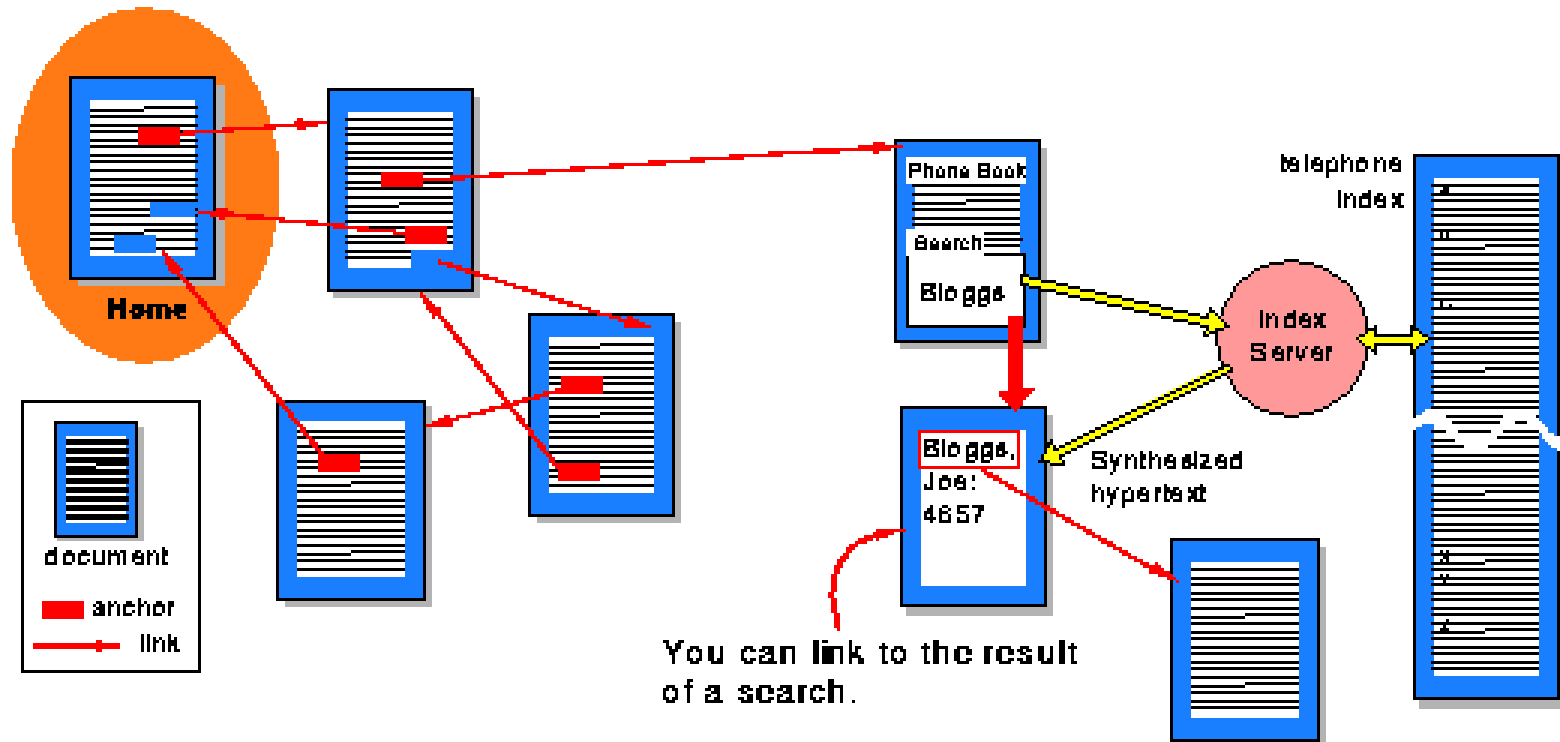 Home
document
anchor
link
Phone Book
Search
Bloggs
Index
Server
telephone
Index
Bloggs,
Joe:
4657
Synthesized
hypertext
You can link to the result
of a search.